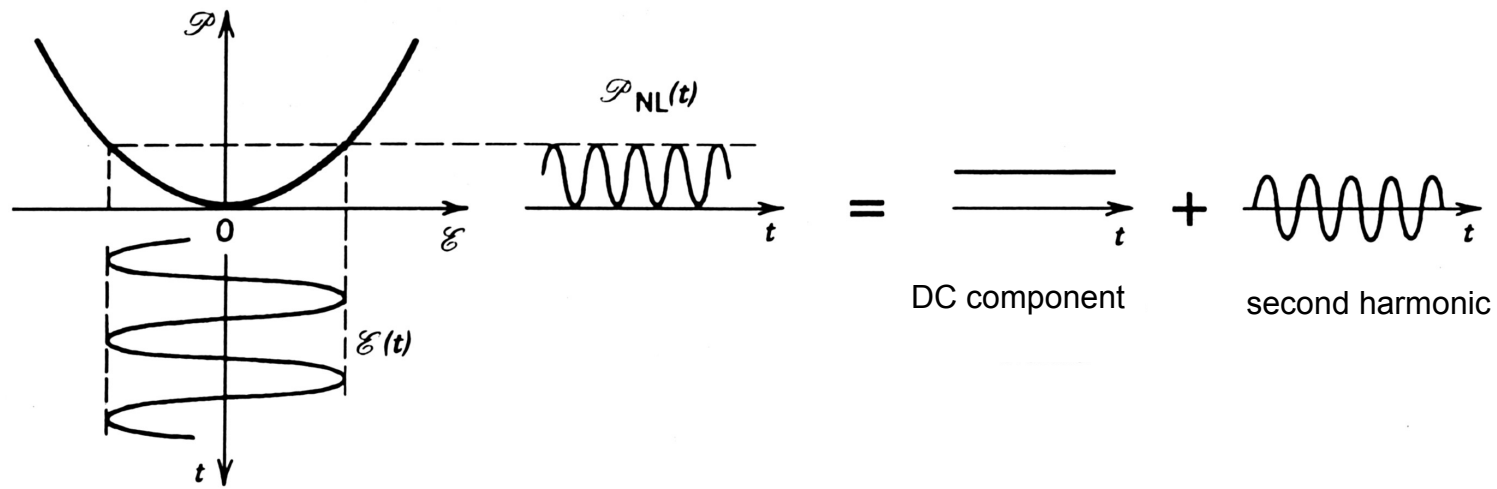 𝒫
𝒫NL(t)
0
ℰ
t
=
t
+
t
DC component
second harmonic
ℰ(t)
t